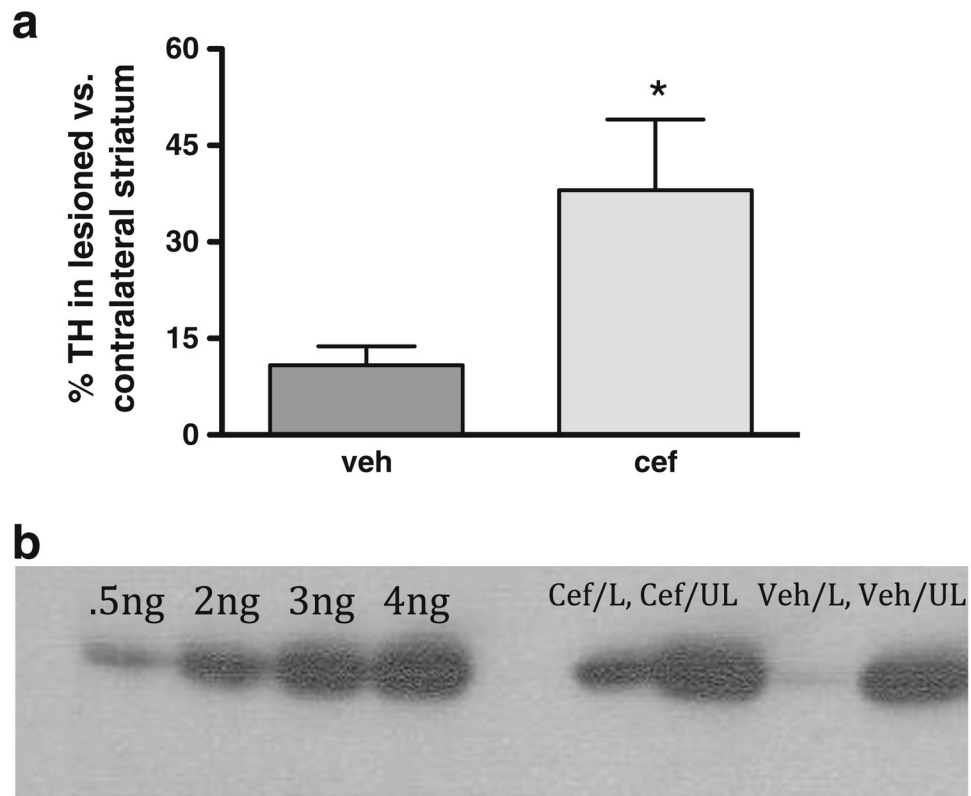 a
% TH in lesioned vs.
contralateral striatum
60
45
30
15
0
*
veh cef
b
.5ng 2ng 3ng 4ng Cef/L, Cef/UL Veh/L, Veh/UL